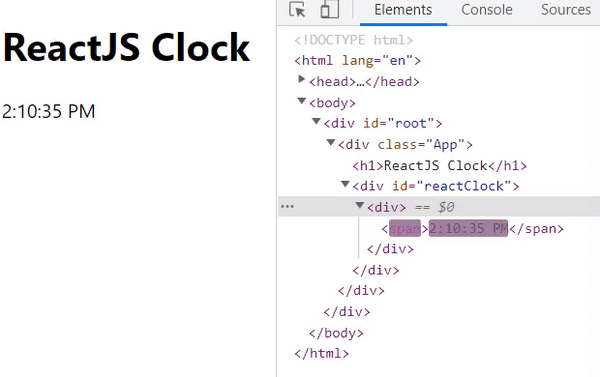 ReactJS Clock
2:10:35 PM
Elements Console Sources
<!DOCTYPE html>
<html lang="en">
<head>…</head>
<body>
<div id="root">
<div class="App">
<h1>ReactJS Clock</h1>
<div id="reactClock">
… <div> == $0
<span>2:10:35 PM</span>
</div>
</div>
</div>
</div>
</body>
</html>